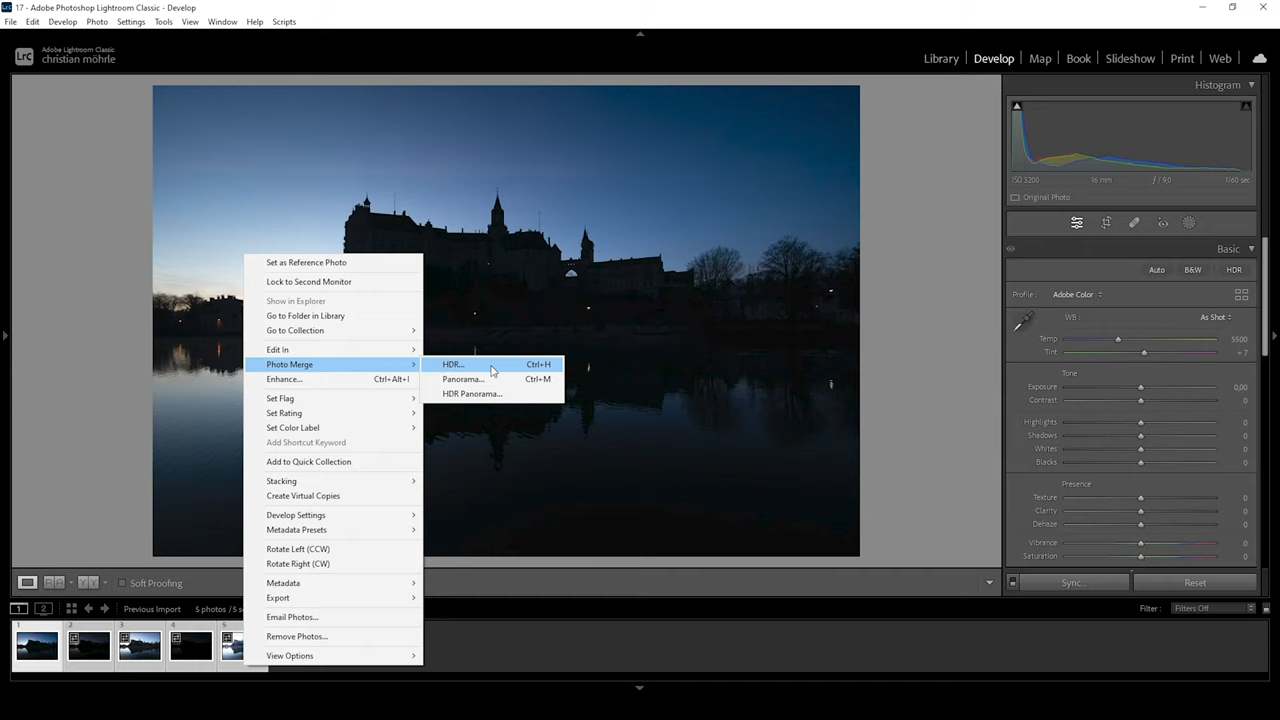 17 - Adobe Photoshop Lightroom Classic - Develop
File Edit Develop Photo Settings Tools View Window Help Scripts
Lrc
Adobe Lightroom Classic
christian möhrle
Library | Develop | Map | Book | Slideshow | Print | Web
Histogram
ISO 3200 16 mm ƒ / 9,0 1/60 sec
Original Photo
Basic
Auto B&W HDR
Profile : Adobe Color
WB : As Shot
Temp 5500
Tint + 7
Tone
Exposure 0,00
Contrast 0
Highlights 0
Shadows 0
Whites 0
Blacks 0
Presence
Texture 0
Clarity 0
Dehaze 0
Vibrance 0
Saturation 0
Sync... Reset
Set as Reference Photo
Lock to Second Monitor
Show in Explorer
Go to Folder in Library
Go to Collection
Edit In
Photo Merge
HDR... Ctrl+H
Panorama... Ctrl+M
HDR Panorama...
Enhance... Ctrl+Alt+I
Set Flag
Set Rating
Set Color Label
Add Shortcut Keyword
Add to Quick Collection
Stacking
Create Virtual Copies
Develop Settings
Metadata Presets
Rotate Left (CCW)
Rotate Right (CW)
Metadata
Export
Email Photos...
Remove Photos...
View Options
Soft Proofing
1 2 Previous Import 5 photos / 5 s
Filter : Filters Off
1 2 3 4 5